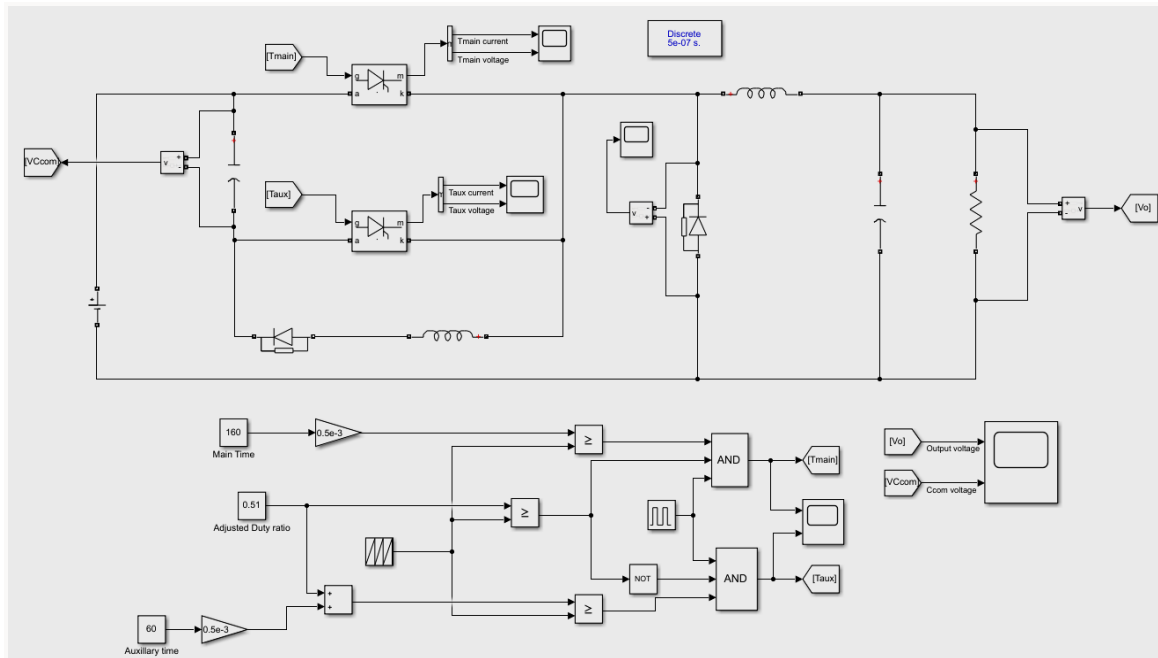 Discrete
5e-07 s.
[Tmain]
Tmain current
Tmain voltage
g
m
a
k
[VCcom]
v
+
-
[Taux]
Taux current
Taux voltage
g
m
a
k
v
-
+
+
-
v
[Vo]
+
160
Main Time
0.5e-3
≥
AND
[Tmain]
[Vo]
Output voltage
[VCcom]
Ccom voltage
0.51
Adjusted Duty ratio
≥
NOT
AND
[Taux]
+
+
≥
60
Auxillary time
0.5e-3